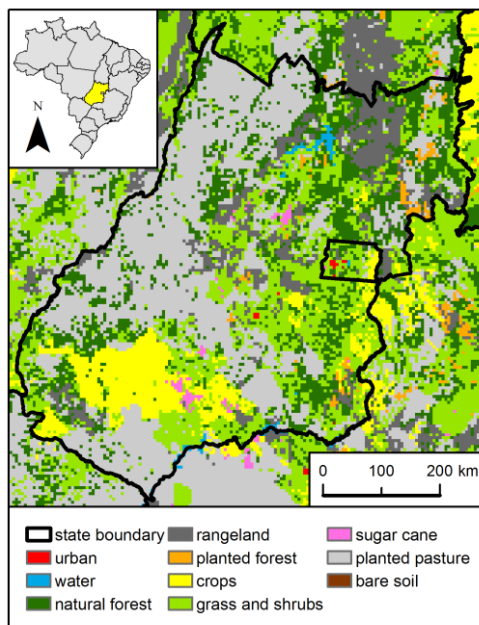 N
0 100 200 km
state boundary rangeland sugar cane
urban planted forest planted pasture
water crops bare soil
natural forest grass and shrubs